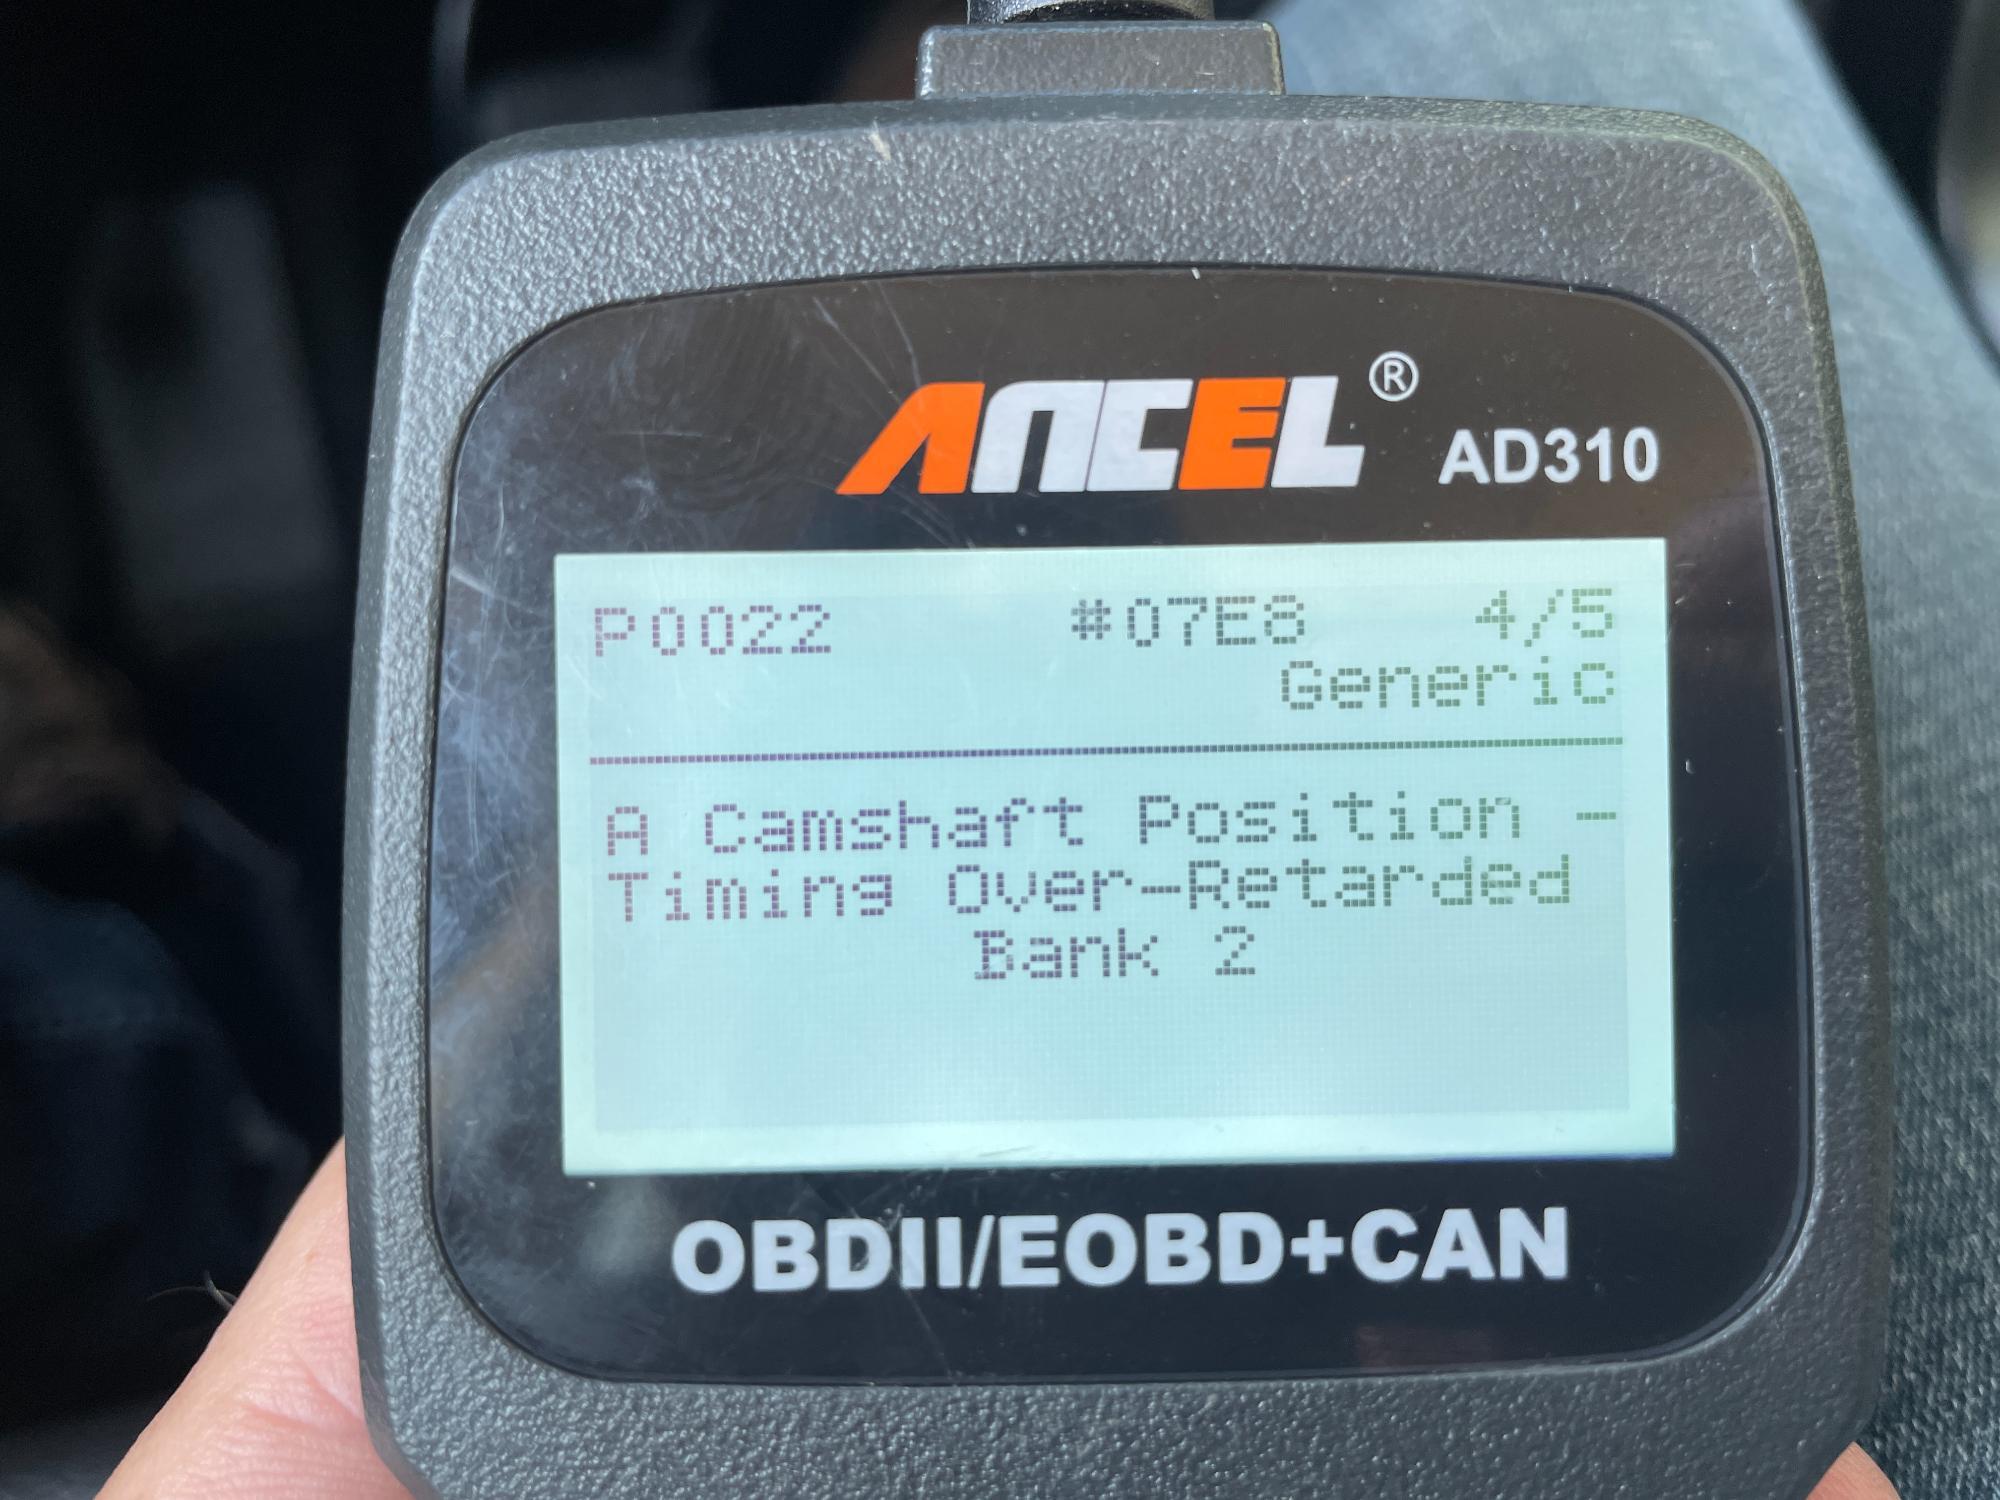 ANCEL® AD310
P0022 #07E8 4/5
Generic
A Camshaft Position -
Timing Over-Retarded
Bank 2
OBDII/EOBD+CAN